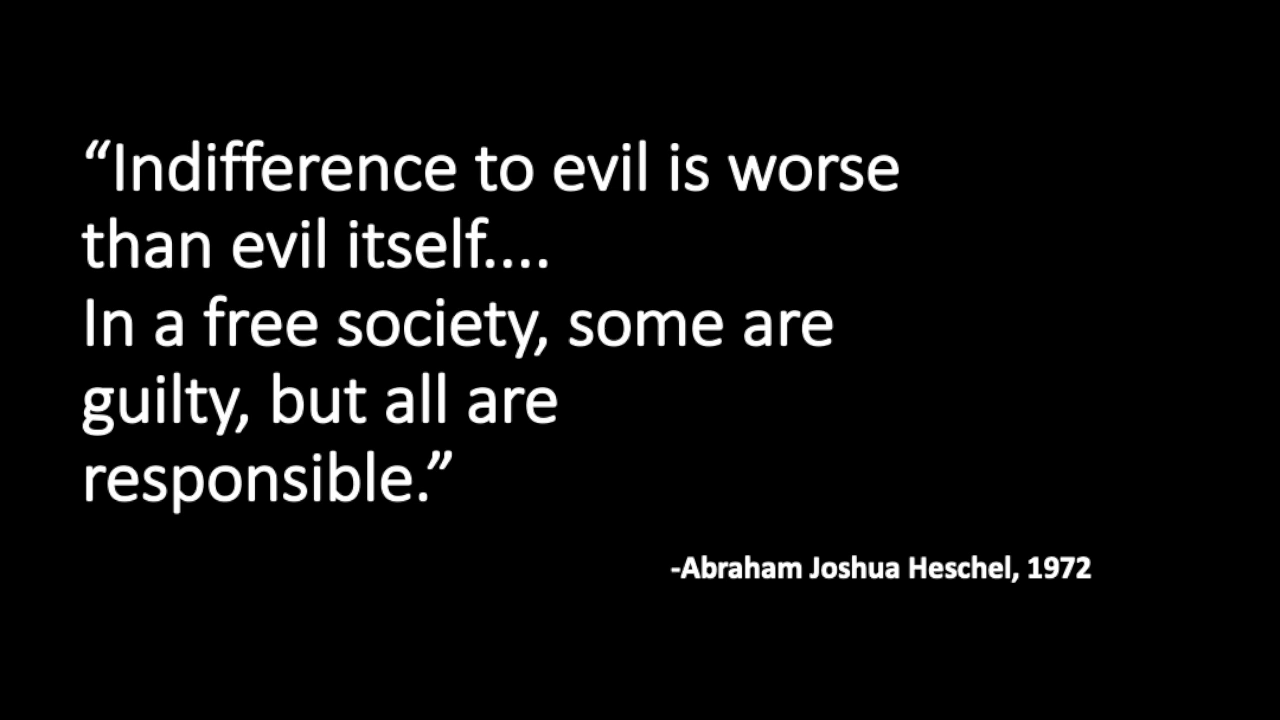 “Indifference to evil is worse
than evil itself....
In a free society, some are
guilty, but all are
responsible.”
-Abraham Joshua Heschel, 1972